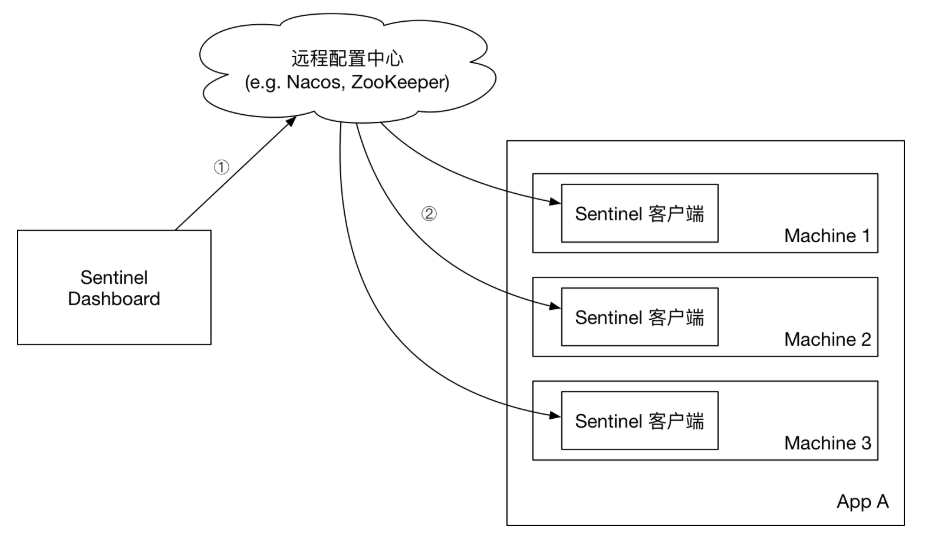 远程配置中心
(e.g. Nacos, ZooKeeper)
①
②
Sentinel
Dashboard
Sentinel 客户端
Machine 1
Sentinel 客户端
Machine 2
Sentinel 客户端
Machine 3
App A